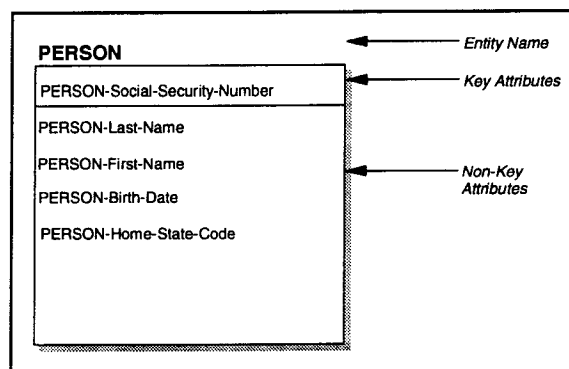 PERSON
Entity Name
PERSON-Social-Security-Number
Key Attributes
PERSON-Last-Name
PERSON-First-Name
Non-Key
Attributes
PERSON-Birth-Date
PERSON-Home-State-Code